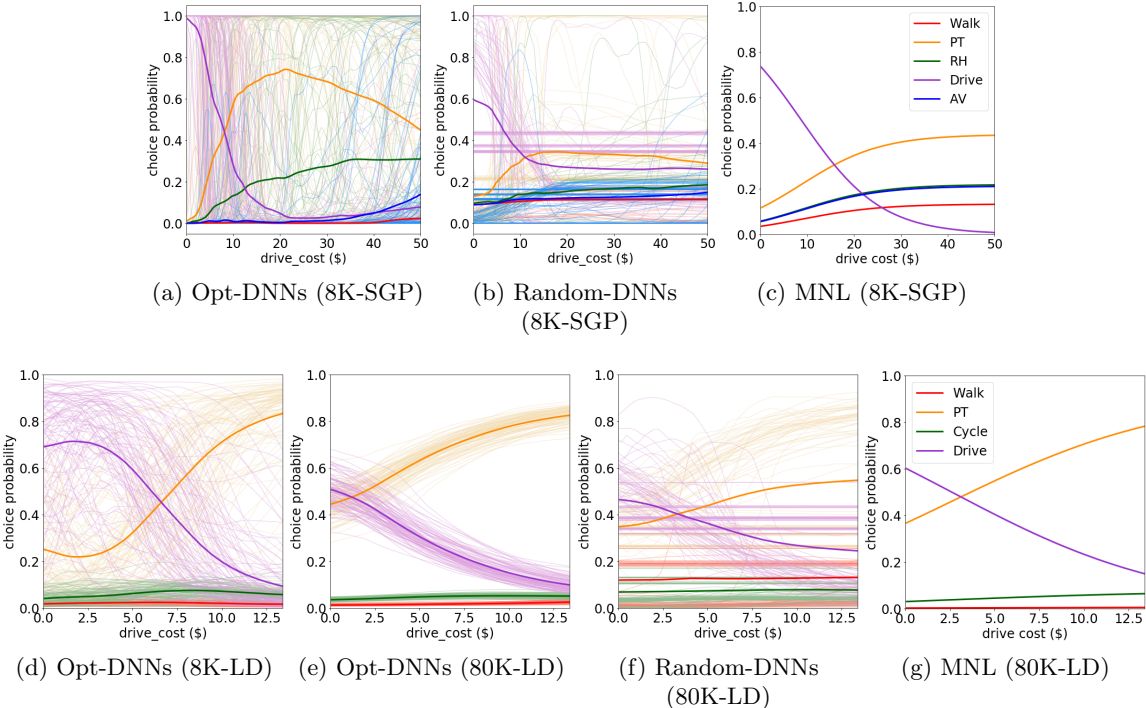 1.0
0.8
0.6
0.4
0.2
0.0
choice probability
0 10 20 30 40 50
drive_cost ($)
(a) Opt-DNNs (8K-SGP)
1.0
0.8
0.6
0.4
0.2
0.0
choice probability
0 10 20 30 40 50
drive_cost ($)
(b) Random-DNNs
(8K-SGP)
1.0
0.8
0.6
0.4
0.2
0.0
choice probability
Walk
PT
RH
Drive
AV
0 10 20 30 40 50
drive cost ($)
(c) MNL (8K-SGP)
1.0
0.8
0.6
0.4
0.2
0.0
choice probability
0.0 2.5 5.0 7.5 10.0 12.5
drive_cost ($)
(d) Opt-DNNs (8K-LD)
1.0
0.8
0.6
0.4
0.2
0.0
choice probability
0.0 2.5 5.0 7.5 10.0 12.5
drive_cost ($)
(e) Opt-DNNs (80K-LD)
1.0
0.8
0.6
0.4
0.2
0.0
choice probability
0.0 2.5 5.0 7.5 10.0 12.5
drive_cost ($)
(f) Random-DNNs
(80K-LD)
1.0
0.8
0.6
0.4
0.2
0.0
choice probability
Walk
PT
Cycle
Drive
0.0 2.5 5.0 7.5 10.0 12.5
drive cost ($)
(g) MNL (80K-LD)